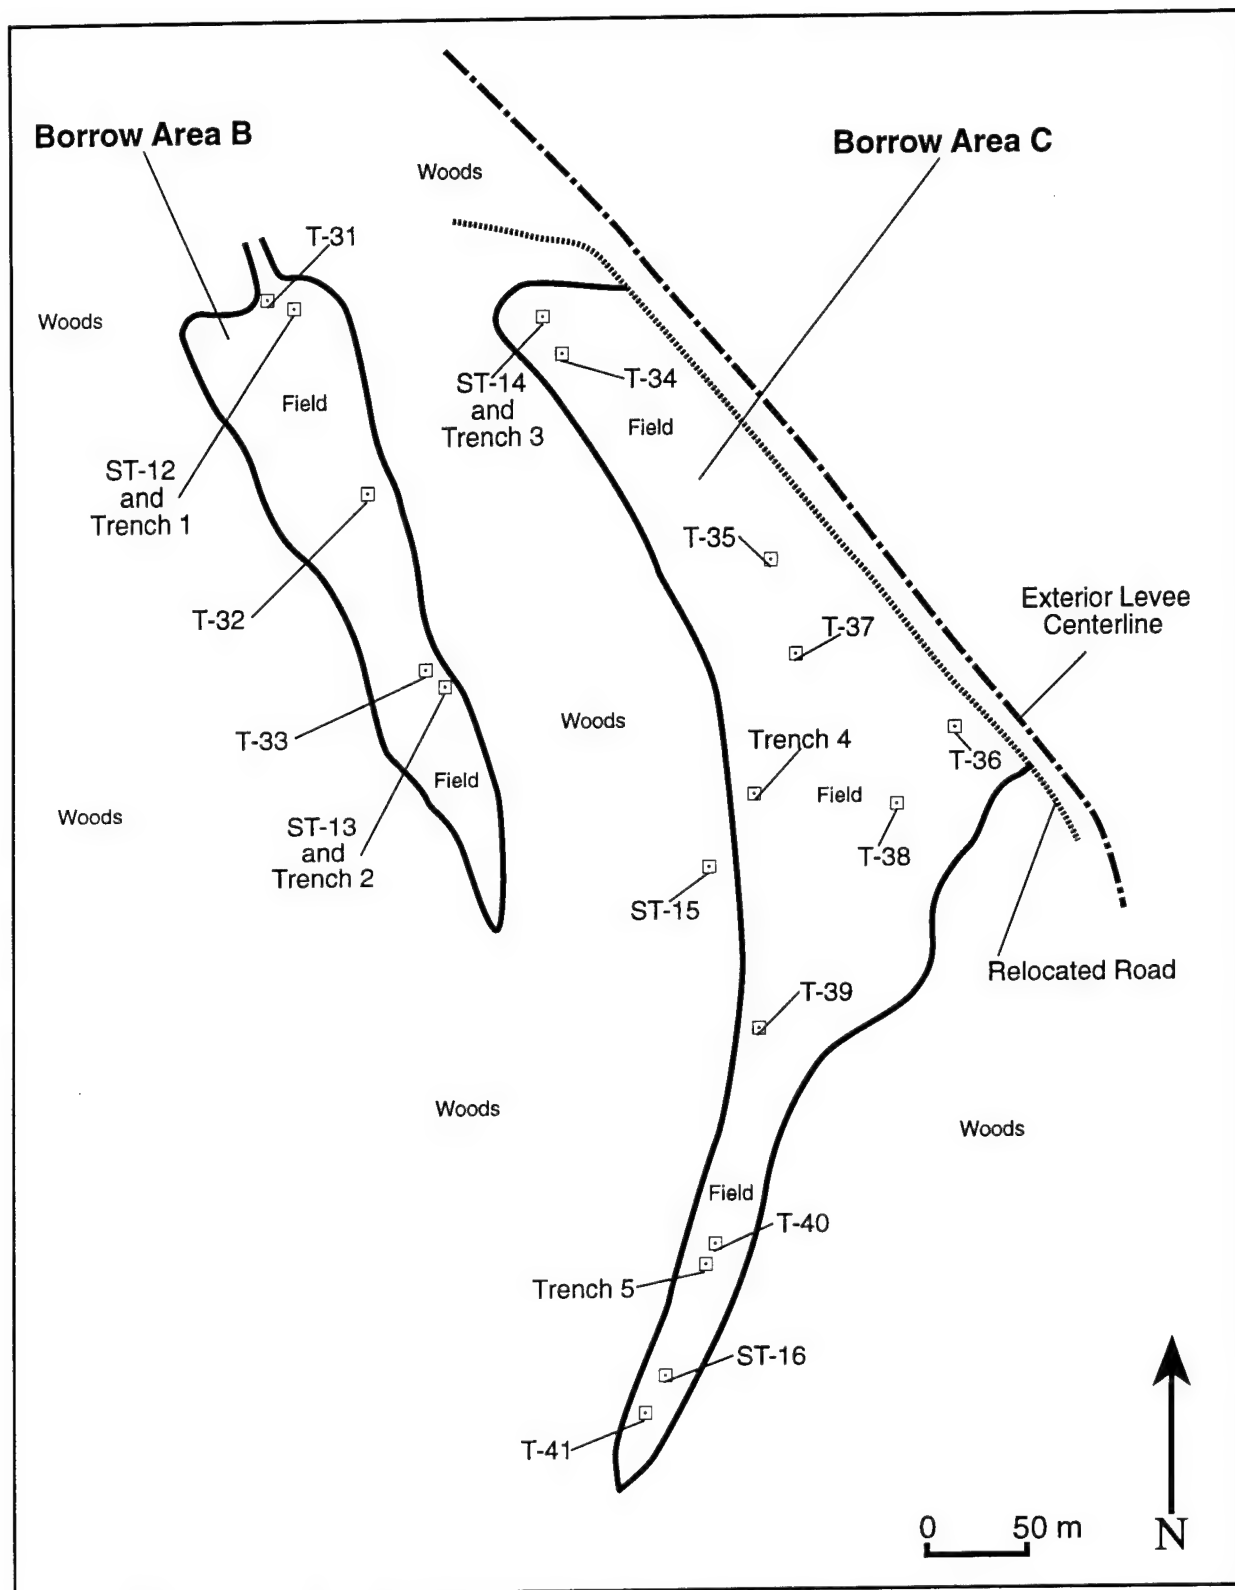 Borrow Area B
Borrow Area C
Woods
T-31
Woods
ST-14
and
Trench 3
T-34
Field
Field
ST-12
and
Trench 1
T-35
T-32
T-37
Exterior Levee
Centerline
Woods
T-33
Trench 4
T-36
Field
Field
Woods
ST-13
and
Trench 2
T-38
ST-15
Relocated Road
T-39
Woods
Woods
Field
T-40
Trench 5
ST-16
T-41
0 50 m
N